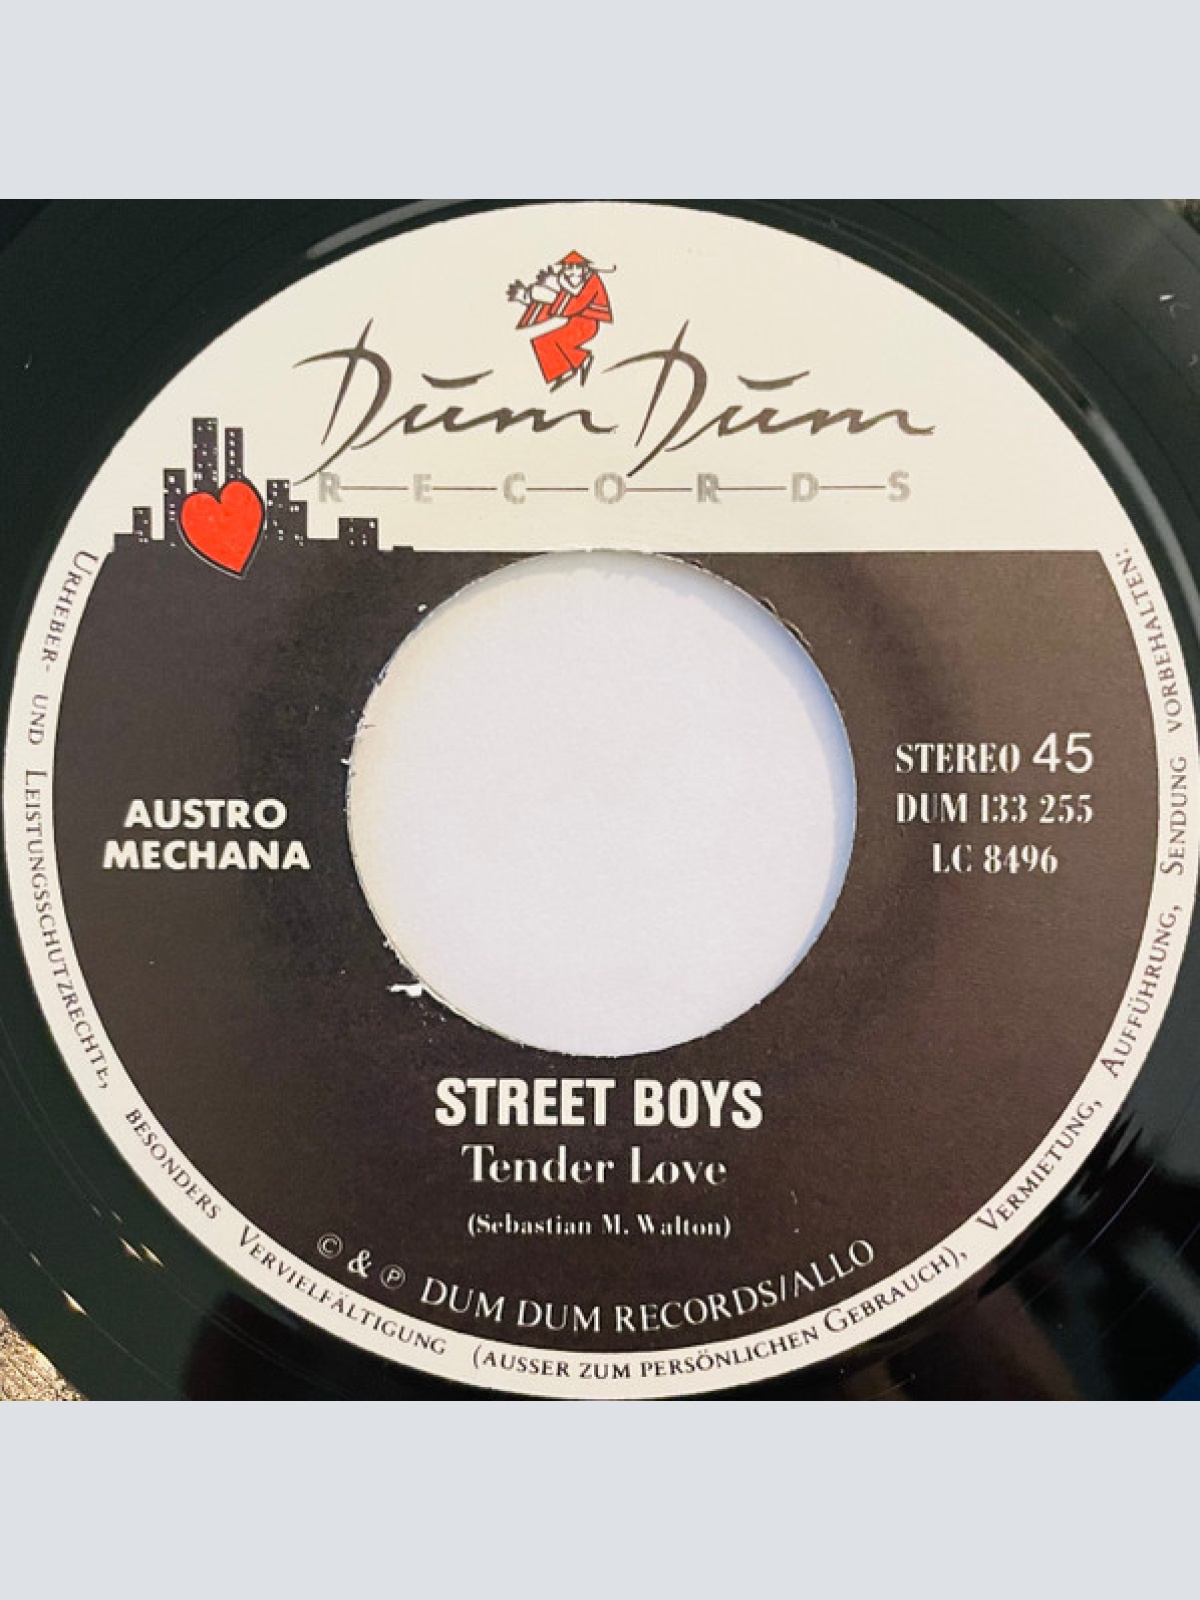 Dum Dum
RECORDS
AUSTRO
MECHANA
STEREO 45
DUM 133 255
LC 8496
STREET BOYS
Tender Love
(Sebastian M. Walton)
© & ℗ DUM DUM RECORDS/ALLO
URHEBER- UND LEISTUNGSSCHUTZRECHTE, BESONDERS VERVIELFÄLTIGUNG (AUSSER ZUM PERSÖNLICHEN GEBRAUCH), VERMIETUNG, AUFFÜHRUNG, SENDUNG VORBEHALTEN: